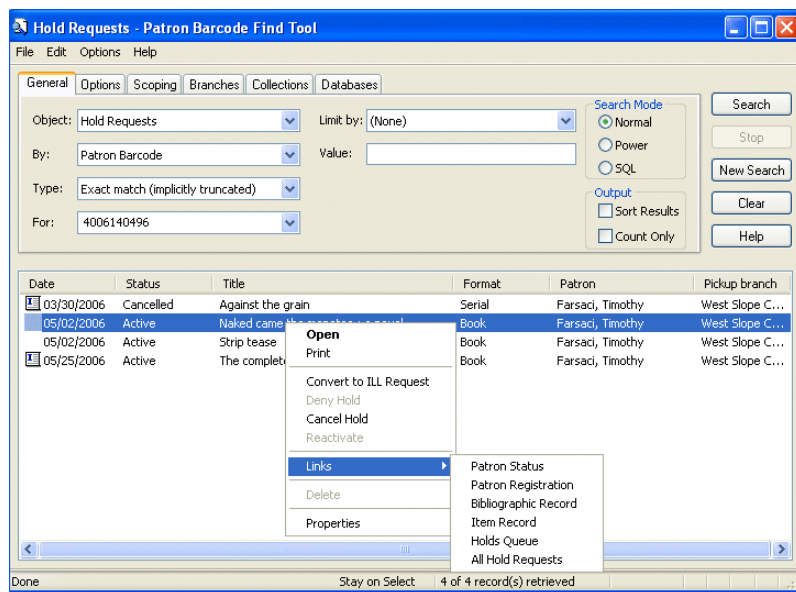 Hold Requests - Patron Barcode Find Tool
File Edit Options Help
General Options Scoping Branches Collections Databases
Object: Hold Requests
Limit by: (None)
By: Patron Barcode
Value:
Type: Exact match (implicitly truncated)
For: 4006140496
Search Mode
Normal
Power
SQL
Output
Sort Results
Count Only
Search
Stop
New Search
Clear
Help
Date Status Title Format Patron Pickup branch
03/30/2006 Cancelled Against the grain Serial Farsaci, Timothy West Slope C...
05/02/2006 Active Naked came Book Farsaci, Timothy West Slope C...
05/02/2006 Active Strip tease Book Farsaci, Timothy West Slope C...
05/25/2006 Active The complet Book Farsaci, Timothy West Slope C...
Open
Print
Convert to ILL Request
Deny Hold
Cancel Hold
Reactivate
Links
Delete
Properties
Patron Status
Patron Registration
Bibliographic Record
Item Record
Holds Queue
All Hold Requests
Done Stay on Select 4 of 4 record(s) retrieved